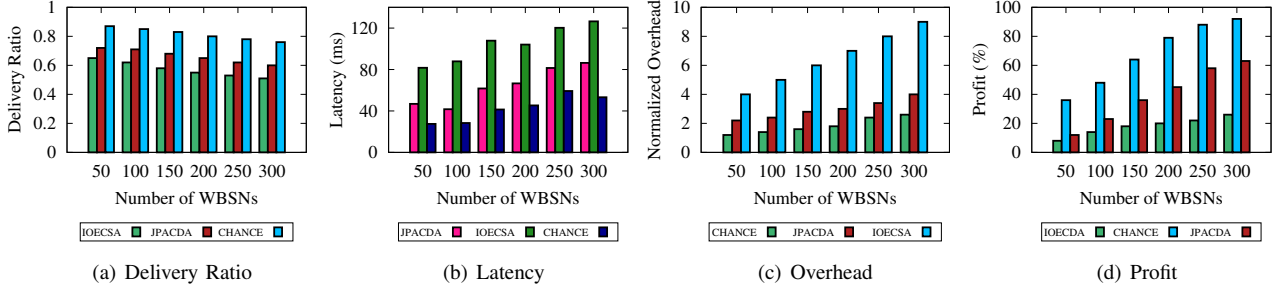 Delivery Ratio
1
0.8
0.6
0.4
0.2
0
50 100 150 200 250 300
Number of WBSNs
IOECSA JPACDA CHANCE
(a) Delivery Ratio
Latency (ms)
120
80
40
0
50 100 150 200 250 300
Number of WBSNs
JPACDA IOECSA CHANCE
(b) Latency
Normalized Overhead
10
8
6
4
2
0
50 100 150 200 250 300
Number of WBSNs
CHANCE JPACDA IOECSA
(c) Overhead
Profit (%)
100
80
60
40
20
0
50 100 150 200 250 300
Number of WBSNs
IOECDA CHANCE JPACDA
(d) Profit